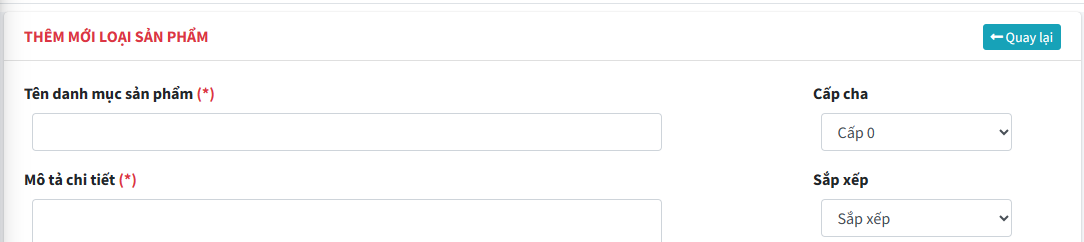 THÊM MỚI LOẠI SẢN PHẨM
Quay lại
Tên danh mục sản phẩm (*)
Cấp cha
Cấp 0
Mô tả chi tiết (*)
Sắp xếp
Sắp xếp